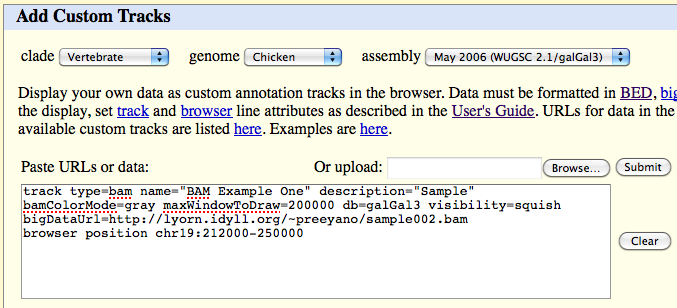 Add Custom Tracks
clade Vertebrate genome Chicken assembly May 2006 (WUGSC 2.1/galGal3)
Display your own data as custom annotation tracks in the browser. Data must be formatted in BED, big
the display, set track and browser line attributes as described in the User's Guide. URLs for data in the
available custom tracks are listed here. Examples are here.
Paste URLs or data: Or upload: Browse... Submit
track type=bam name="BAM Example One" description="Sample"
bamColorMode=gray maxWindowToDraw=200000 db=galGal3 visibility=squish
bigDataUrl=http://lyorn.idyll.org/~preeyano/sample002.bam
browser position chr19:212000-250000
Clear